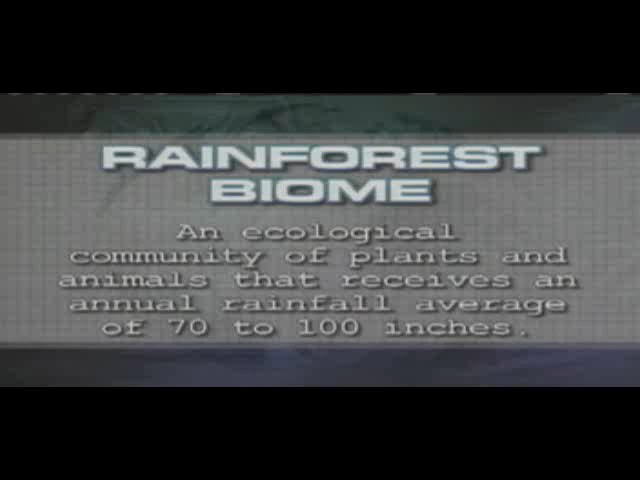 RAINFOREST
BIOME
An ecological
community of plants and
animals that receives an
annual rainfall average
of 70 to 100 inches.